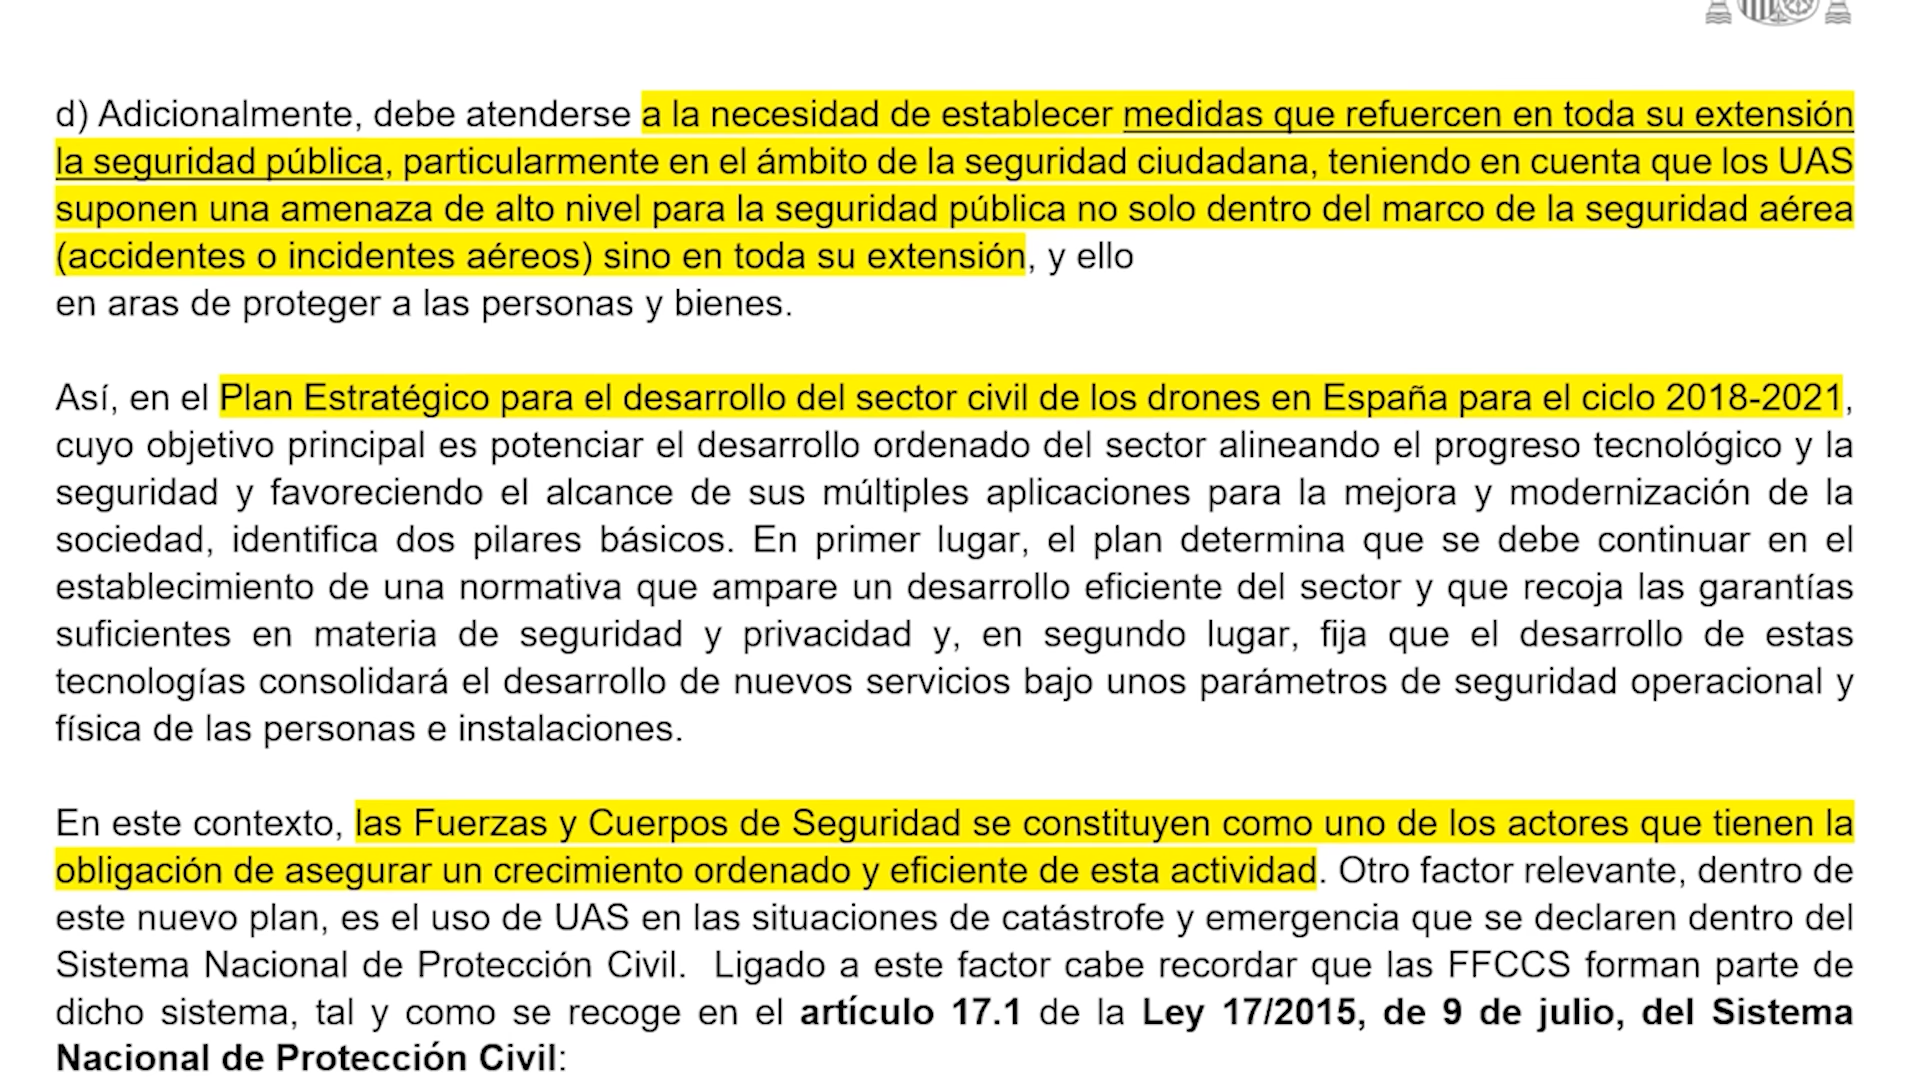 d) Adicionalmente, debe atenderse a la necesidad de establecer medidas que refuercen en toda su extensión
la seguridad pública, particularmente en el ámbito de la seguridad ciudadana, teniendo en cuenta que los UAS
suponen una amenaza de alto nivel para la seguridad pública no solo dentro del marco de la seguridad aérea
(accidentes o incidentes aéreos) sino en toda su extensión, y ello
en aras de proteger a las personas y bienes.
Así, en el Plan Estratégico para el desarrollo del sector civil de los drones en España para el ciclo 2018-2021,
cuyo objetivo principal es potenciar el desarrollo ordenado del sector alineando el progreso tecnológico y la
seguridad y favoreciendo el alcance de sus múltiples aplicaciones para la mejora y modernización de la
sociedad, identifica dos pilares básicos. En primer lugar, el plan determina que se debe continuar en el
establecimiento de una normativa que ampare un desarrollo eficiente del sector y que recoja las garantías
suficientes en materia de seguridad y privacidad y, en segundo lugar, fija que el desarrollo de estas
tecnologías consolidará el desarrollo de nuevos servicios bajo unos parámetros de seguridad operacional y
física de las personas e instalaciones.
En este contexto, las Fuerzas y Cuerpos de Seguridad se constituyen como uno de los actores que tienen la
obligación de asegurar un crecimiento ordenado y eficiente de esta actividad. Otro factor relevante, dentro de
este nuevo plan, es el uso de UAS en las situaciones de catástrofe y emergencia que se declaren dentro del
Sistema Nacional de Protección Civil.  Ligado a este factor cabe recordar que las FFCCS forman parte de
dicho sistema, tal y como se recoge en el artículo 17.1 de la Ley 17/2015, de 9 de julio, del Sistema
Nacional de Protección Civil: